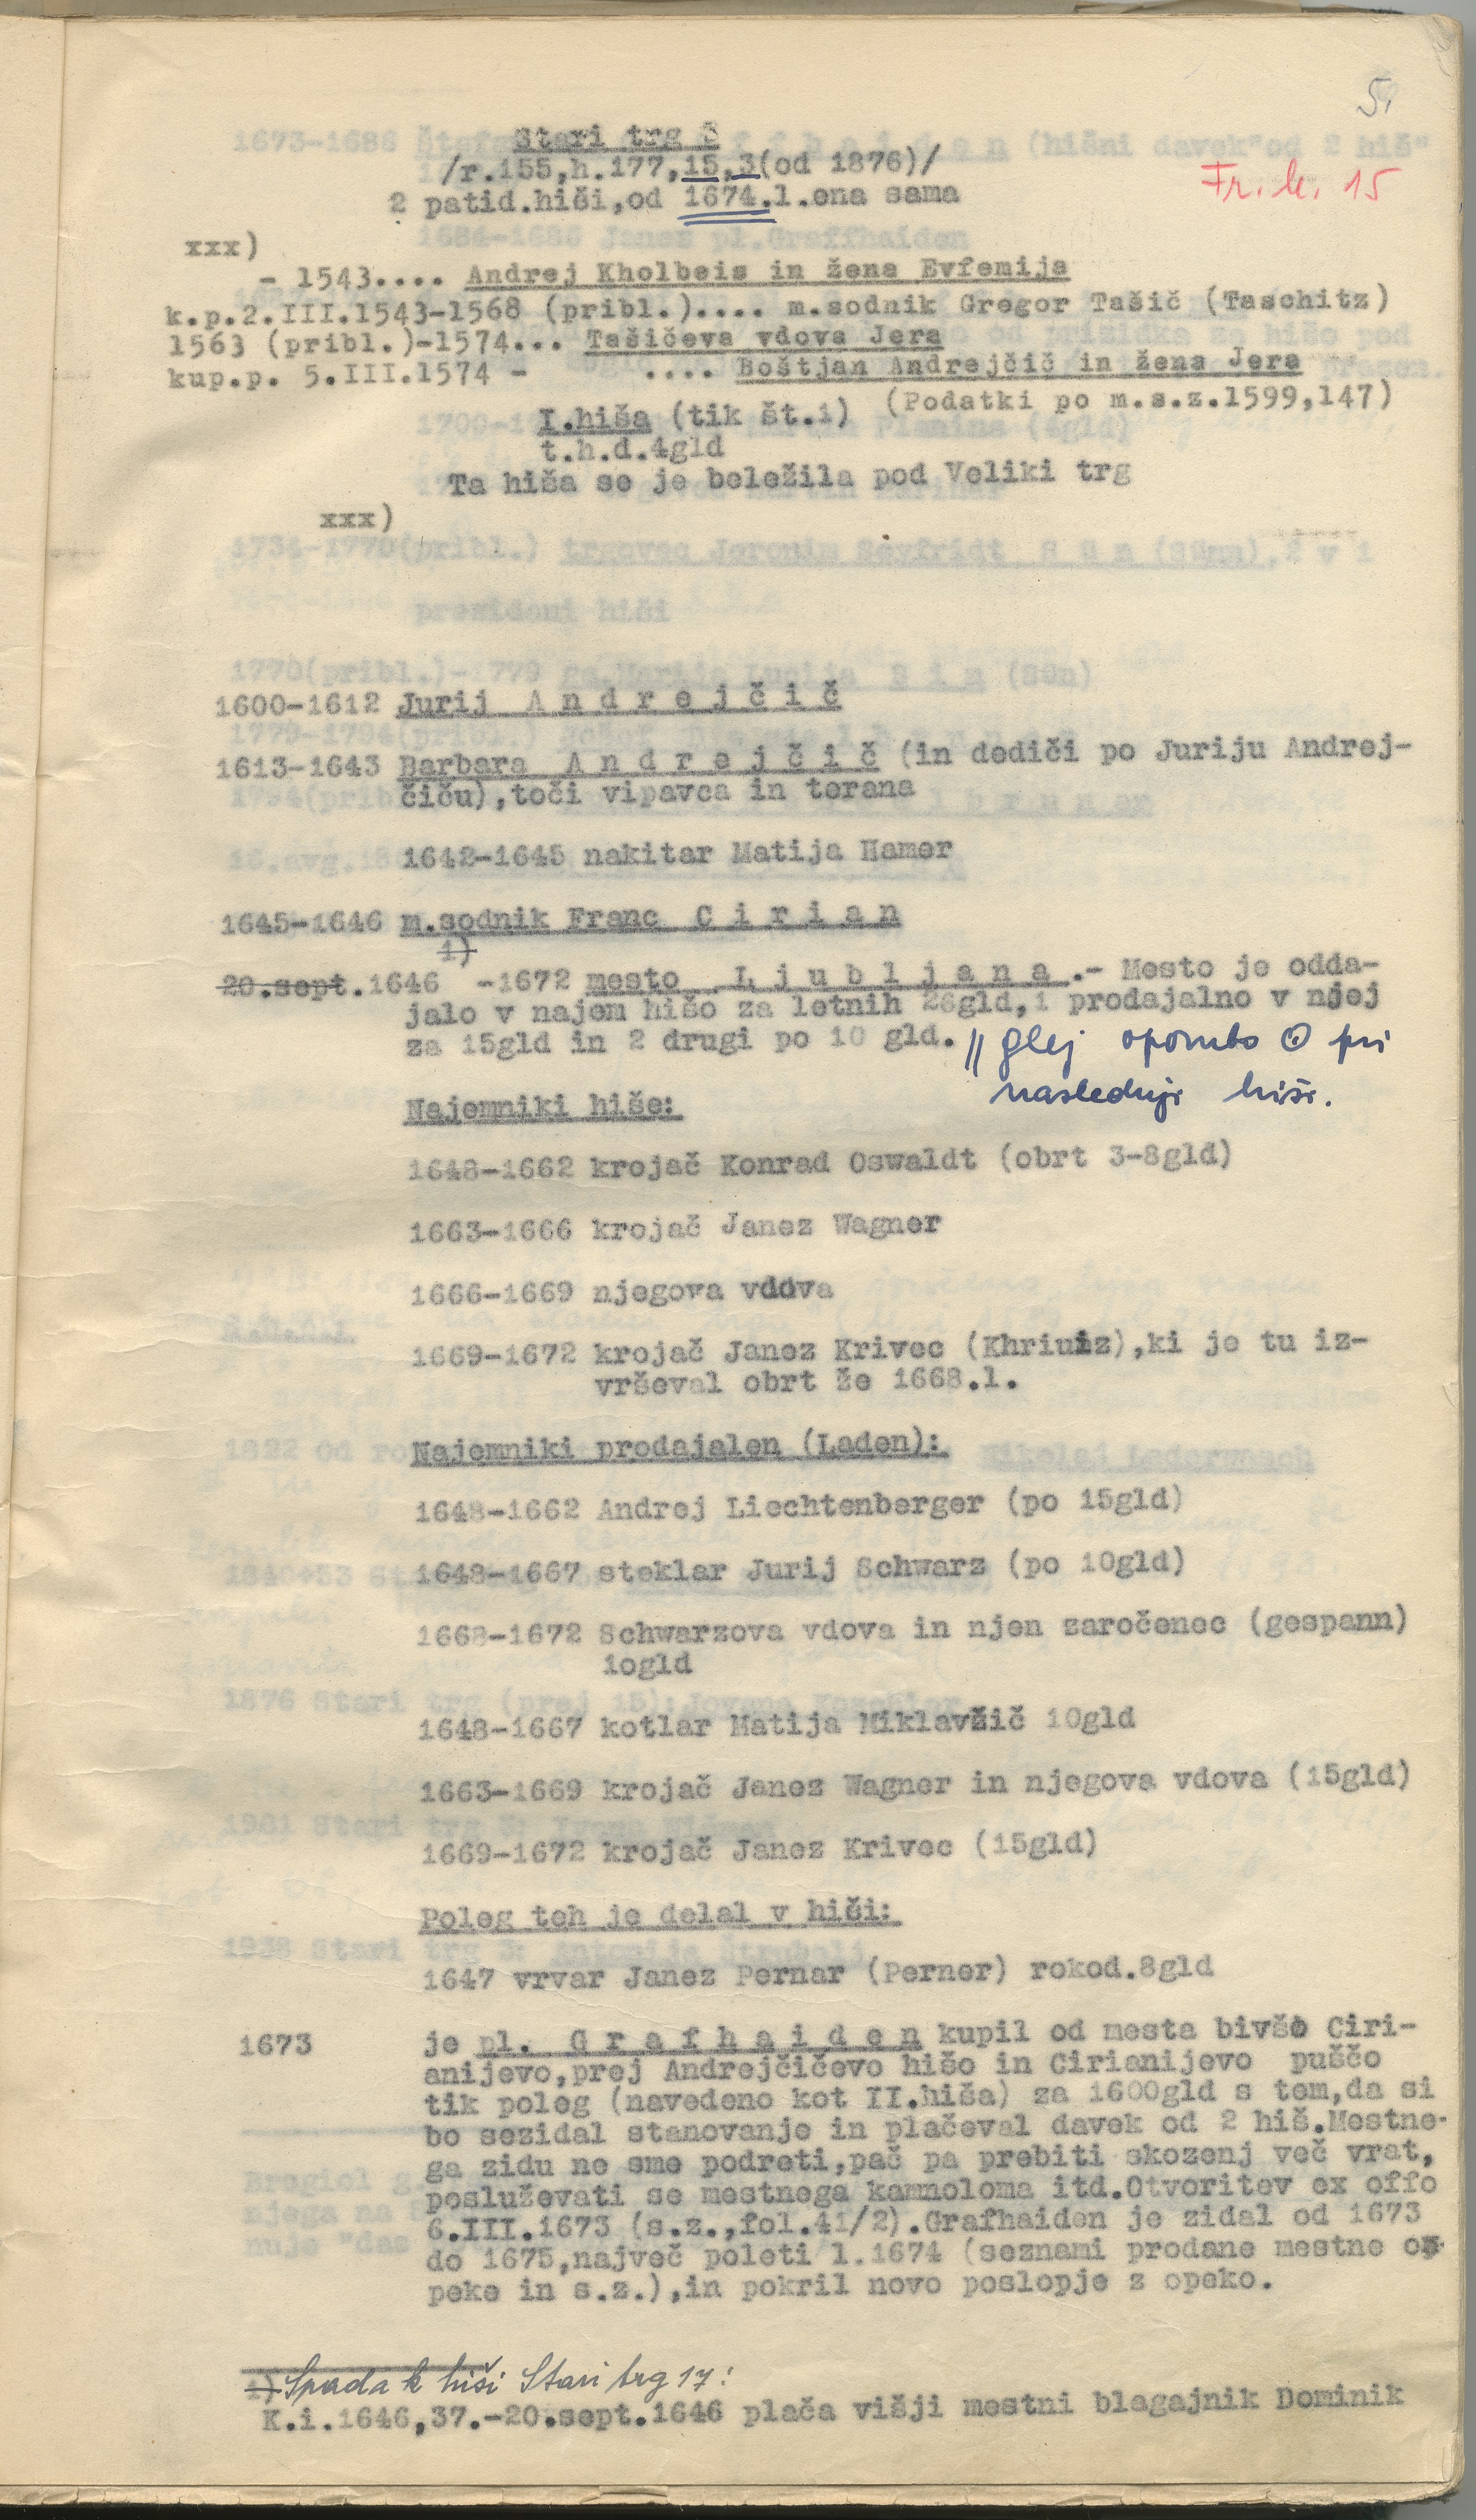 5.
Stari trg 3
/r.155,h.177,15,3(od 1876)/
Fr. h. 15
2 patid.hiši,od 1674.l.ena sama
xxx)
- 1543.... Andrej Kholbeis in žena Evfemija
k.p.2.III.1543-1568 (pribl.).... m.sodnik Gregor Tašič (Taschitz)
1563 (pribl.)-1574... Tašičeva vdova Jera
kup.p. 5.III.1574 - .... Boštjan Andrejčič in žena Jera
(Podatki po m.s.z.1599,147)
I.hiša (tik št.1)
t.h.d.4gld
Ta hiša se je beležila pod Veliki trg
xxx)
1600-1612 Jurij A n d r e j č i č
1613-1643 Barbara A n d r e j č i č (in dediči po Juriju Andrej-
čiču),toči vipavca in terana
1642-1645 nakitar Matija Hamer
1645-1646 m.sodnik Franc C i r i a n
1)
20.sept.1646 -1672 mesto L j u b l j a n a .- Mesto je odda-
jalo v najem hišo za letnih 26gld,1 prodajalno v njej
za 15gld in 2 drugi po 10 gld. || glej opombo ⊙ pri
naslednji hiši.
Najemniki hiše:
1648-1662 krojač Konrad Oswaldt (obrt 3-8gld)
1663-1666 krojač Janez Wagner
1666-1669 njegova vdova
1669-1672 krojač Janez Krivec (Khriuiz),ki je tu iz-
vrševal obrt že 1668.l.
Najemniki prodajalen (Laden):
1648-1662 Andrej Liechtenberger (po 15gld)
1648-1667 steklar Jurij Schwarz (po 10gld)
1668-1672 Schwarzova vdova in njen zaročenec (gespann)
10gld
1648-1667 kotlar Matija Miklavžič 10gld
1663-1669 krojač Janez Wagner in njegova vdova (15gld)
1669-1672 krojač Janez Krivec (15gld)
Poleg teh je delal v hiši:
1647 vrvar Janez Pernar (Perner) rokod.8gld
1673 je pl. G r a f h a i d e n kupil od mesta bivšo Ciri-
anijevo,prej Andrejčičevo hišo in Cirianijevo puščo
tik poleg (navedeno kot II.hiša) za 1600gld s tem,da si
bo sezidal stanovanje in plačeval davek od 2 hiš.Mestne-
ga zidu ne sme podreti,pač pa prebiti skozenj več vrat,
posluževati se mestnega kamnoloma itd.Otvoritev ex offo
6.III.1673 (s.z.,fol.41/2).Grafhaiden je zidal od 1673
do 1675,največ poleti l.1674 (seznami prodane mestne o-
peke in s.z.),in pokril novo poslopje z opeko.
1) Spada k hiši Stari trg 17:
K.i.1646,37.-20.sept.1646 plača višji mestni blagajnik Dominik